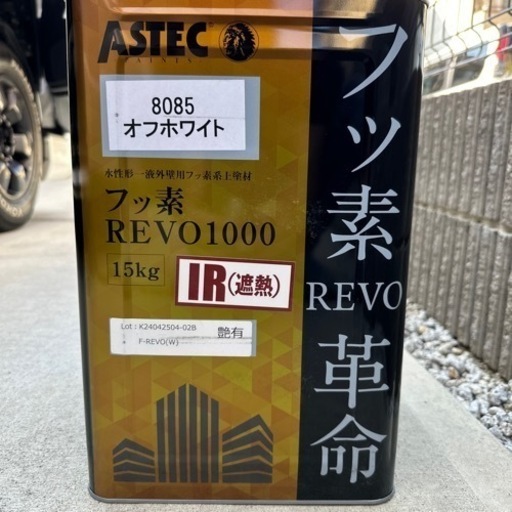 ASTEC
PAINTS
8085
オフホワイト
水性形一液外壁用フッ素系上塗材
フッ素
REVO1000
15kg
IR(遮熱)
Lot : K24042504-02B
艶有
F-REVO(W)
フッ素
REVO
革命